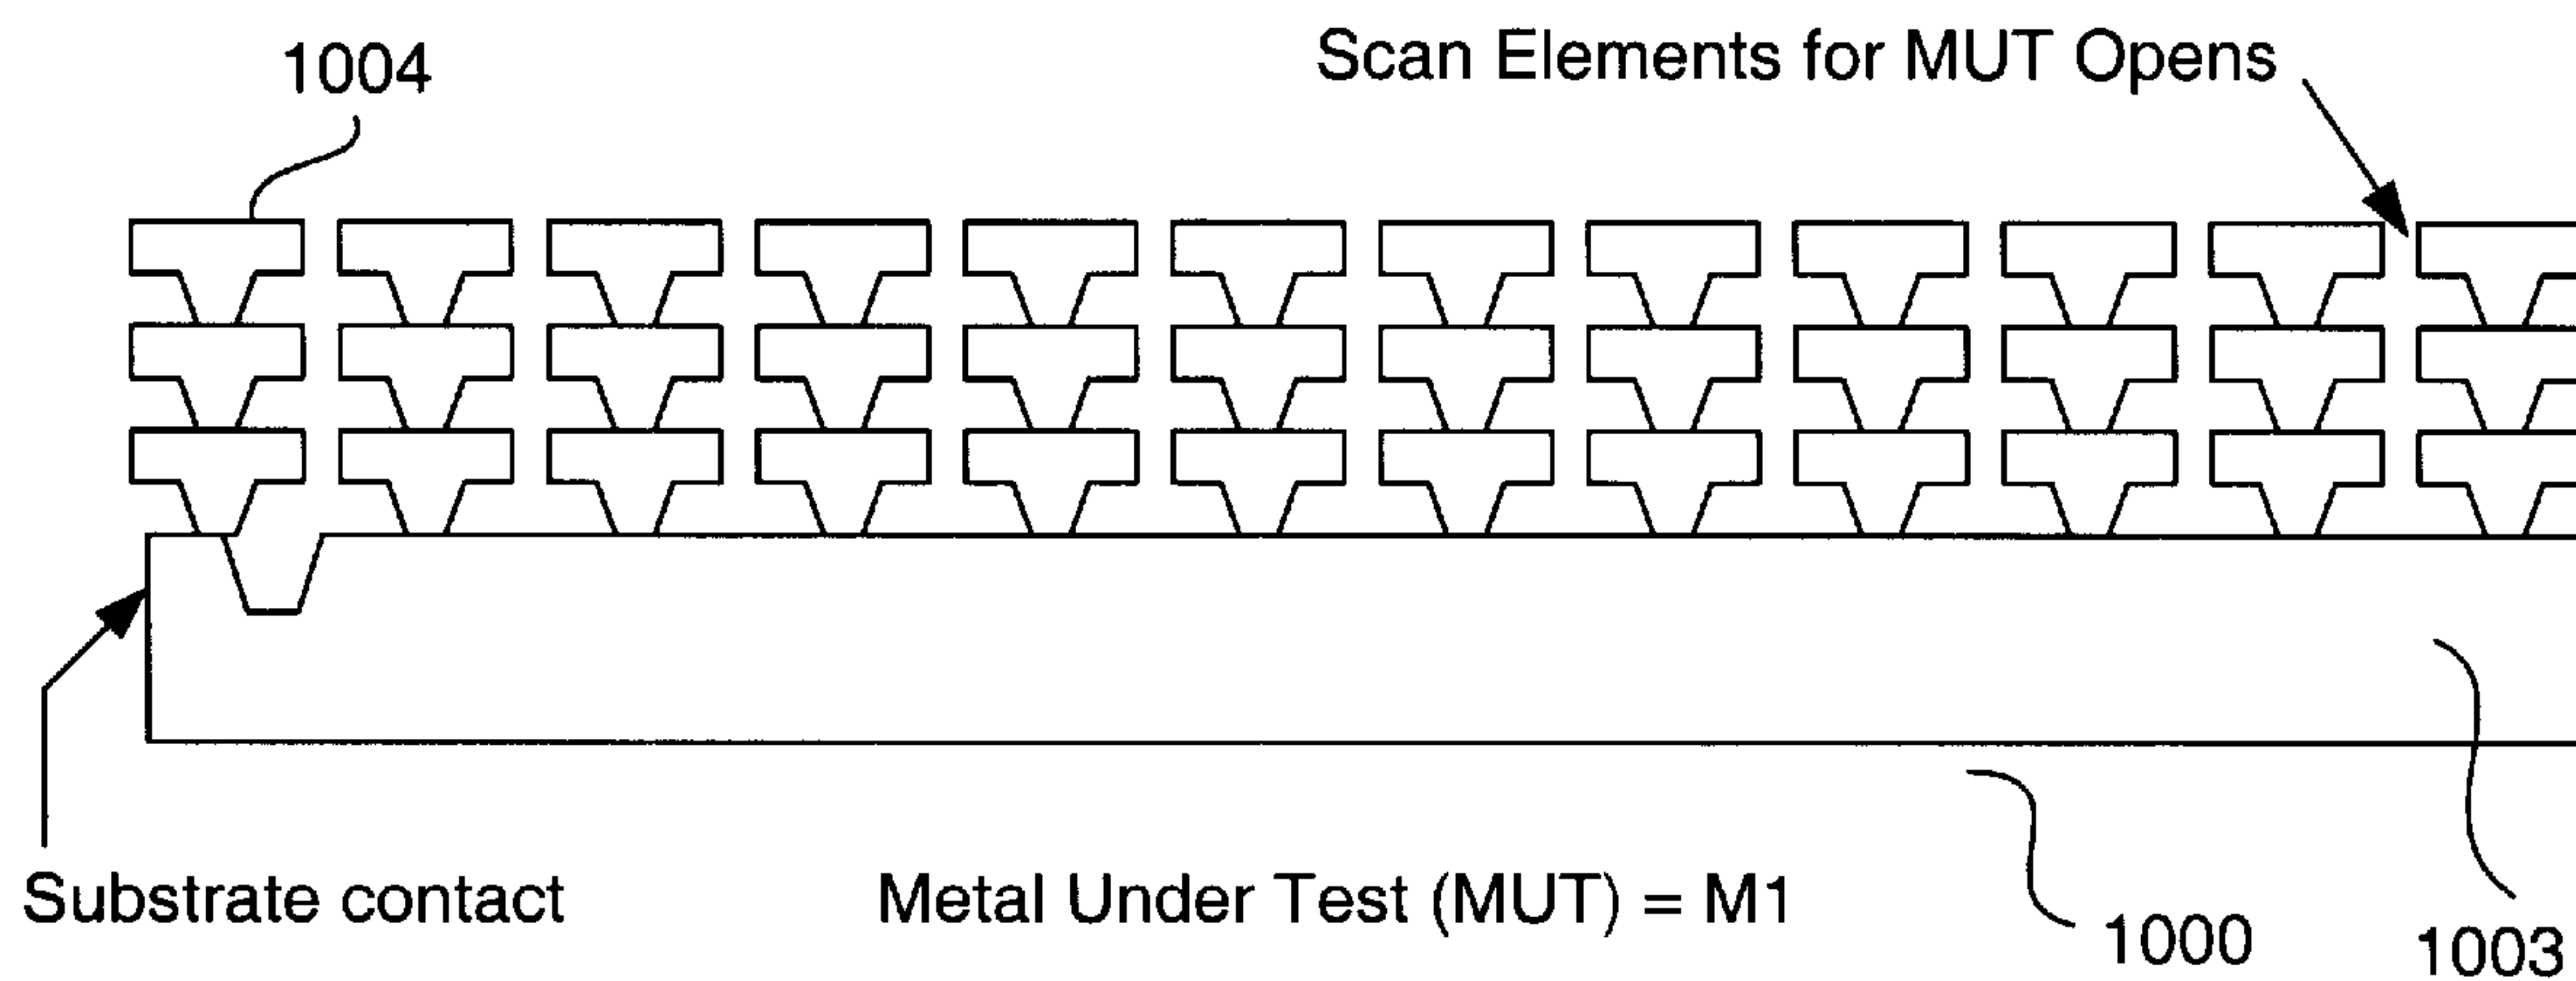 1004
Scan Elements for MUT Opens
Substrate contact
Metal Under Test (MUT) = M1
1000
1003